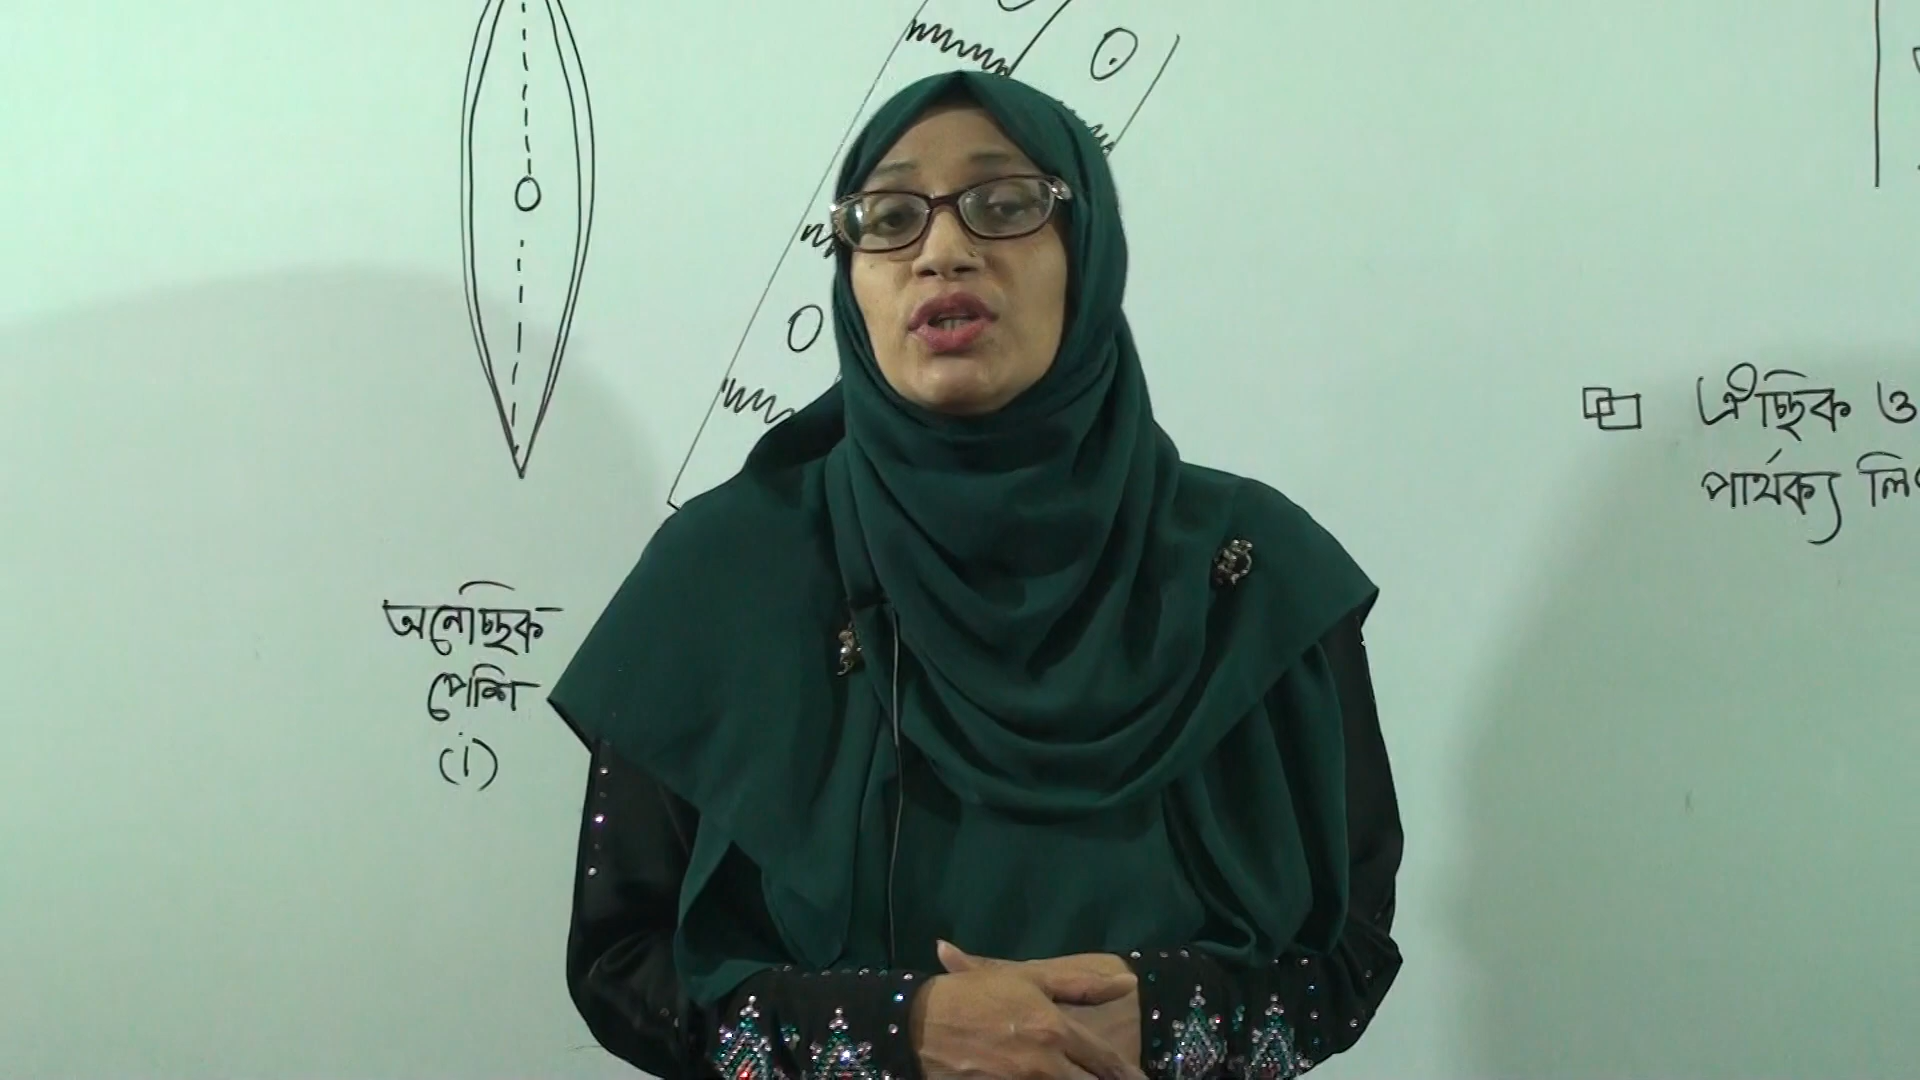 অনৈচ্ছিক
পেশি
(i)
ঐচ্ছিক ও
পার্থক্য